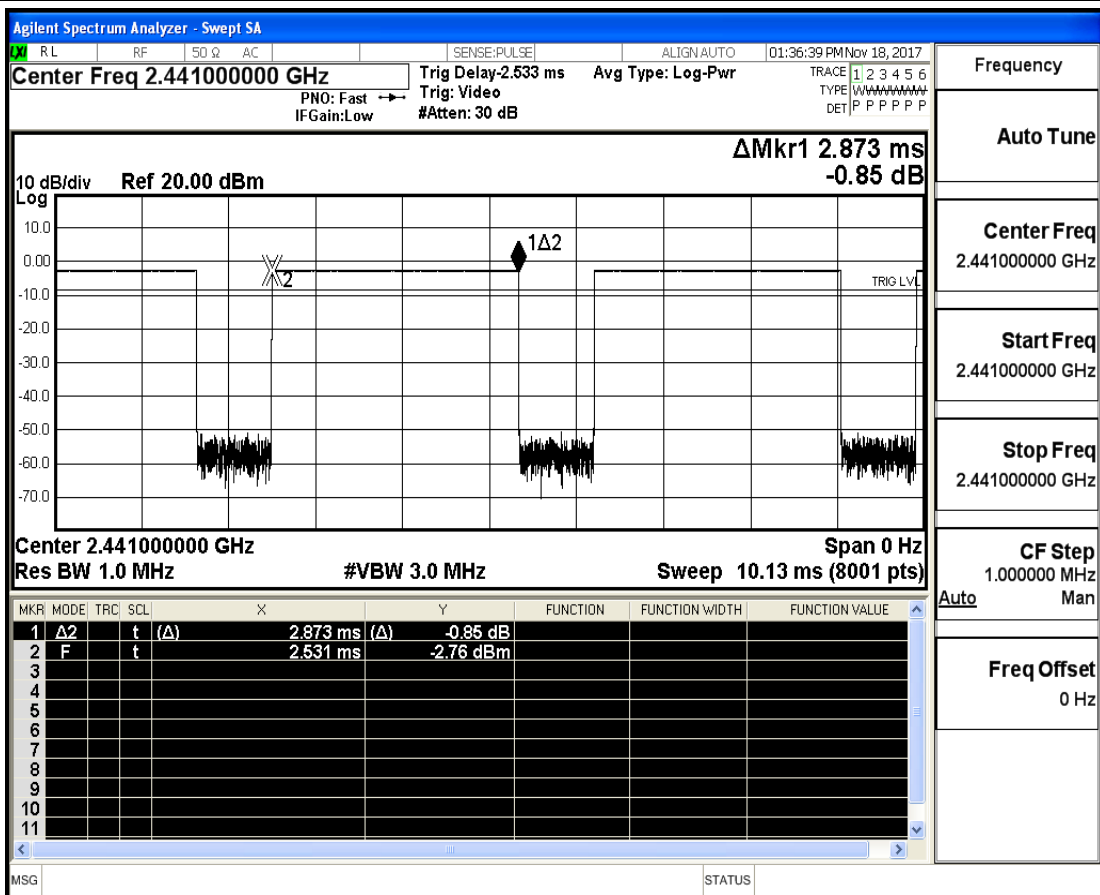 Agilent Spectrum Analyzer - Swept SA
LXI RL RF 50 Ω AC SENSE:PULSE ALIGN AUTO 01:36:39 PM Nov 18, 2017
Center Freq 2.441000000 GHz
Trig Delay-2.533 ms Avg Type: Log-Pwr
PNO: Fast
Trig: Video
IFGain:Low
#Atten: 30 dB
TRACE 1 2 3 4 5 6
TYPE
DET P P P P P P
ΔMkr1 2.873 ms
-0.85 dB
10 dB/div Ref 20.00 dBm
Log
10.0
0.00
-10.0
-20.0
-30.0
-40.0
-50.0
-60.0
-70.0
2
1Δ2
TRIG LVL
Center 2.441000000 GHz Span 0 Hz
Res BW 1.0 MHz #VBW 3.0 MHz Sweep 10.13 ms (8001 pts)
MKR MODE TRC SCL X Y FUNCTION FUNCTION WIDTH FUNCTION VALUE
1 Δ2 t (Δ) 2.873 ms (Δ) -0.85 dB
2 F t 2.531 ms -2.76 dBm
3
4
5
6
7
8
9
10
11
MSG STATUS
Frequency
Auto Tune
Center Freq
2.441000000 GHz
Start Freq
2.441000000 GHz
Stop Freq
2.441000000 GHz
CF Step
1.000000 MHz
Auto Man
Freq Offset
0 Hz